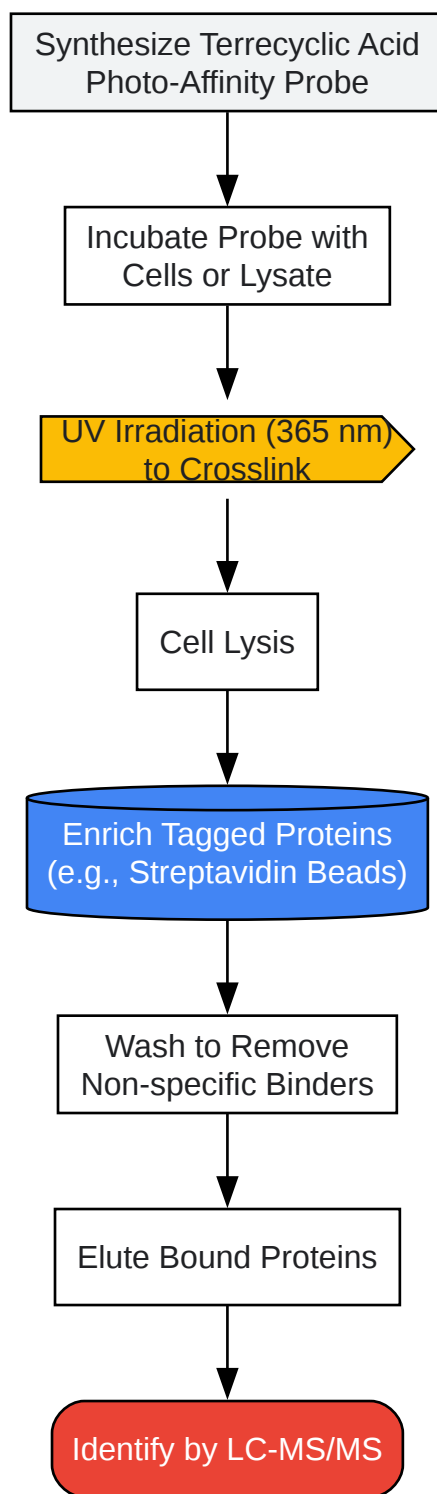 Synthesize Terrecyclic Acid
Photo-Affinity Probe
Incubate Probe with
Cells or Lysate
UV Irradiation (365 nm)
to Crosslink
Cell Lysis
Enrich Tagged Proteins
(e.g., Streptavidin Beads)
Wash to Remove
Non-specific Binders
Elute Bound Proteins
Identify by LC-MS/MS